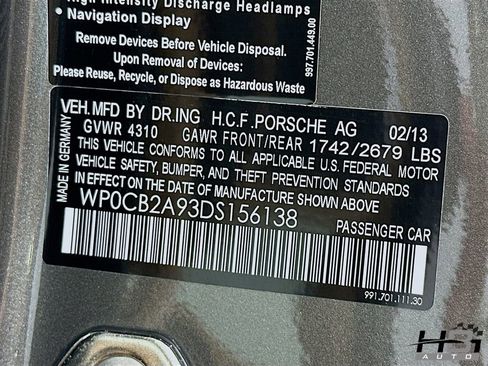 High Intensity Discharge Headlamps
• Navigation Display
Remove Devices Before Vehicle Disposal.
Upon Removal of Devices:
Please Reuse, Recycle, or Dispose as Hazardous Waste
997.701.449.00
MADE IN GERMANY
VEH. MFD BY DR.ING H.C.F.PORSCHE AG 02/13
GVWR 4310 GAWR FRONT/REAR 1742/2679 LBS
THIS VEHICLE CONFORMS TO ALL APPLICABLE U.S. FEDERAL MOTOR
VEHICLE SAFETY, BUMPER, AND THEFT PREVENTION STANDARDS
IN EFFECT ON THE DATE OF MANUFACTURE SHOWN ABOVE.
WP0CB2A93DS156138
PASSENGER CAR
991.701.111.30
AUTO